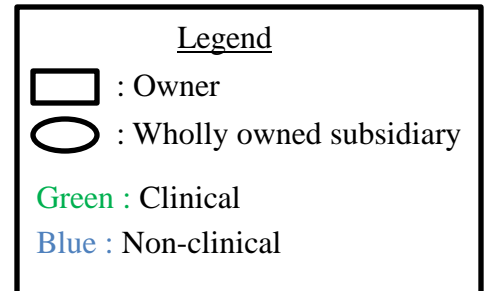 Legend
: Owner
: Wholly owned subsidiary
Green : Clinical
Blue : Non-clinical